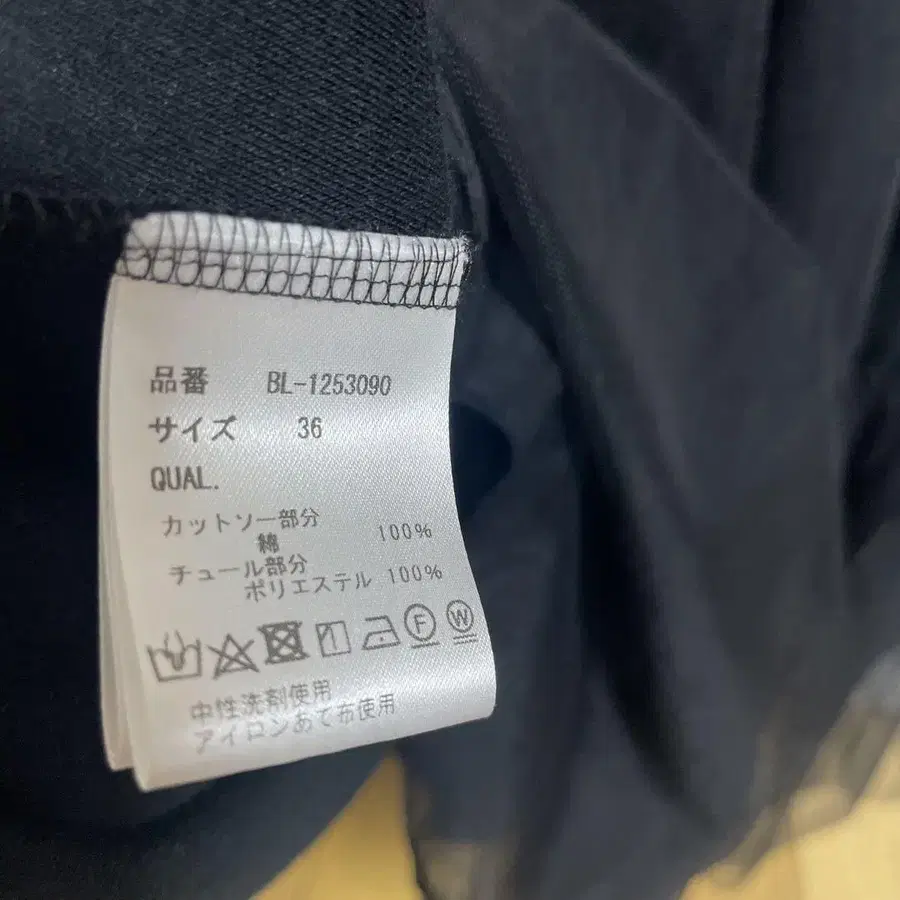 品番 BL-1253090
サイズ 36
QUAL.
カットソー部分
綿 100%
チュール部分
ポリエステル 100%
F W
中性洗剤使用
アイロンあて布使用